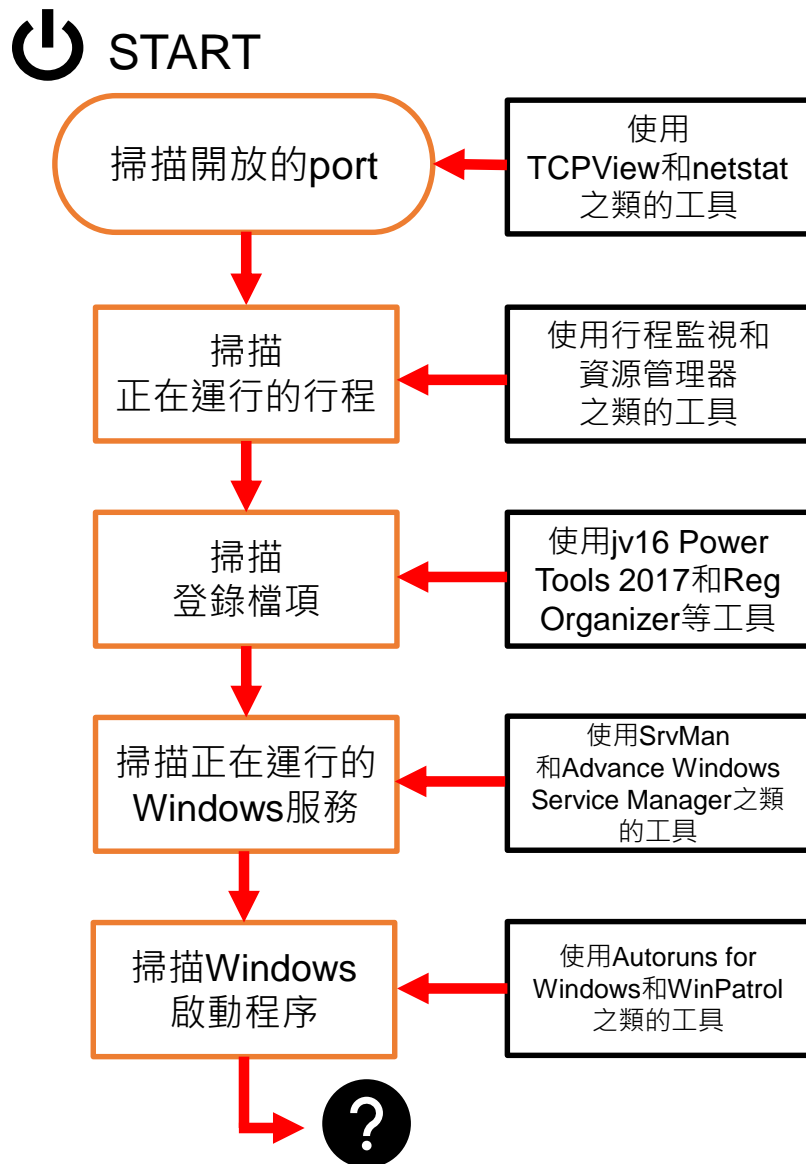 START
掃描開放的port
使用
TCPView和netstat
之類的工具
掃描
正在運行的行程
使用行程監視和
資源管理器
之類的工具
掃描
登錄檔項
使用jv16 Power
Tools 2017和Reg
Organizer等工具
掃描正在運行的
Windows服務
使用SrvMan
和Advance Windows
Service Manager之類
的工具
掃描Windows
啟動程序
使用Autoruns for
Windows和WinPatrol
之類的工具
?